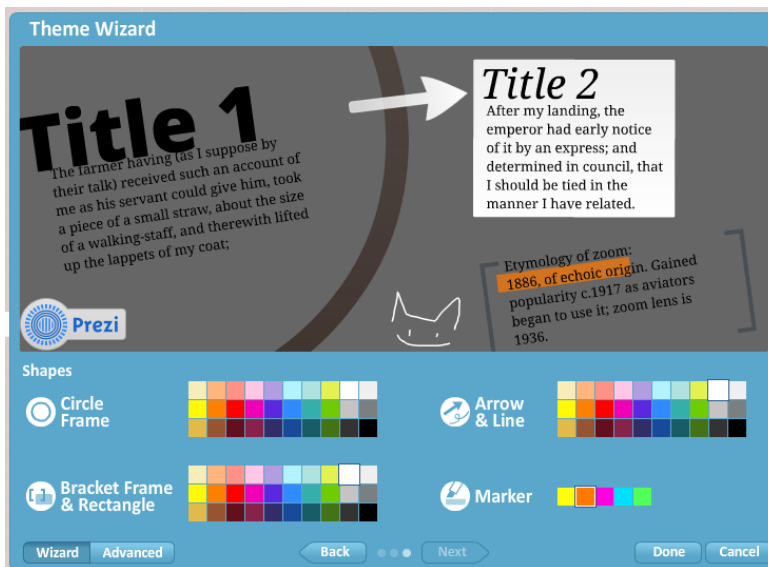 Theme Wizard
Title 1
The farmer having (as I suppose by
their talk) received such an account of
me as his servant could give him, took
a piece of a small straw, about the size
of a walking-staff, and therewith lifted
up the lappets of my coat;
Title 2
After my landing, the
emperor had early notice
of it by an express; and
determined in council, that
I should be tied in the
manner I have related.
Etymology of zoom:
1886, of echoic origin. Gained
popularity c.1917 as aviators
began to use it; zoom lens is
1936.
Prezi
Shapes
Circle
Frame
Arrow
& Line
Bracket Frame
& Rectangle
Marker
Wizard
Advanced
Back
Next
Done
Cancel